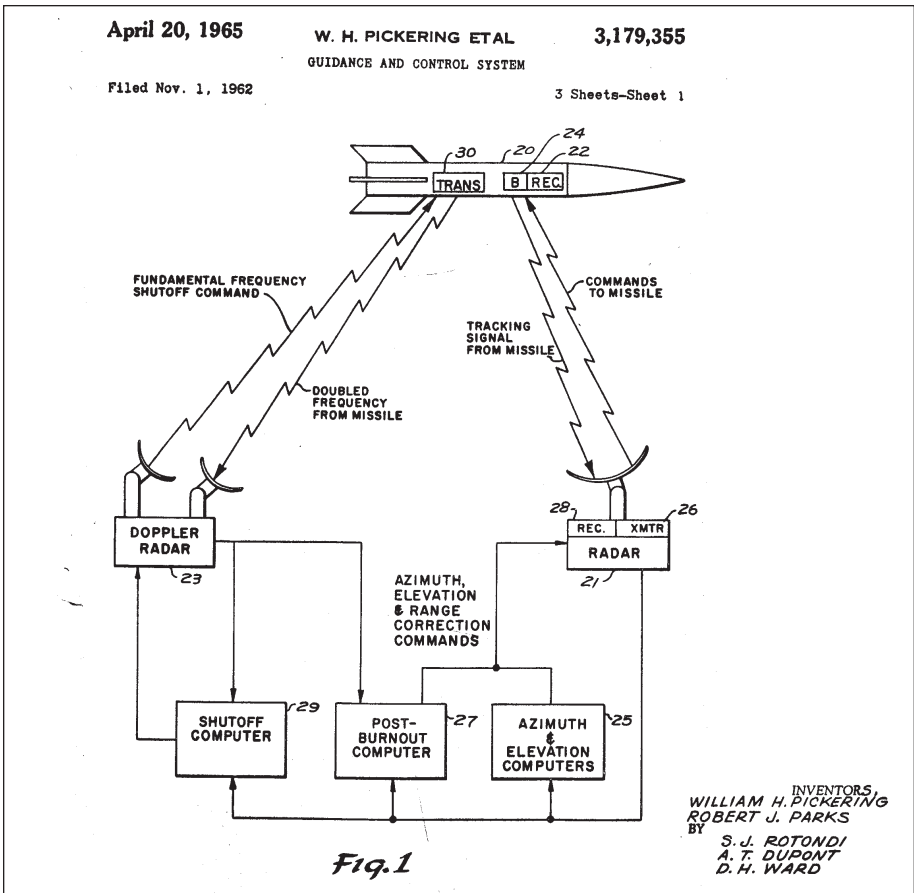 April 20, 1965
W. H. PICKERING ETAL
3,179,355
GUIDANCE AND CONTROL SYSTEM
Filed Nov. 1, 1962
3 Sheets-Sheet 1
24
30
20
22
TRANS
B
REC.
FUNDAMENTAL FREQUENCY
SHUTOFF COMMAND
COMMANDS
TO MISSILE
TRACKING
SIGNAL
FROM MISSILE
DOUBLED
FREQUENCY
FROM MISSILE
28
26
REC.
XMTR
DOPPLER
RADAR
RADAR
23
21
AZIMUTH,
ELEVATION
& RANGE
CORRECTION
COMMANDS
SHUTOFF
COMPUTER
29
POST-
BURNOUT
COMPUTER
27
AZIMUTH
&
ELEVATION
COMPUTERS
25
INVENTORS,
WILLIAM H. PICKERING
ROBERT J. PARKS
BY
S. J. ROTONDI
A. T. DUPONT
D. H. WARD
Fig.1